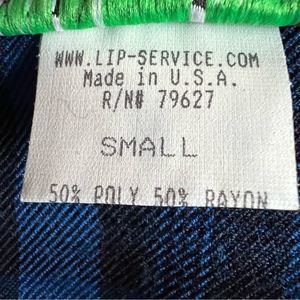 WWW.LIP-SERVICE.COM
Made in U.S.A.
R/N# 79627
SMALL
50% POLY 50% RAYON